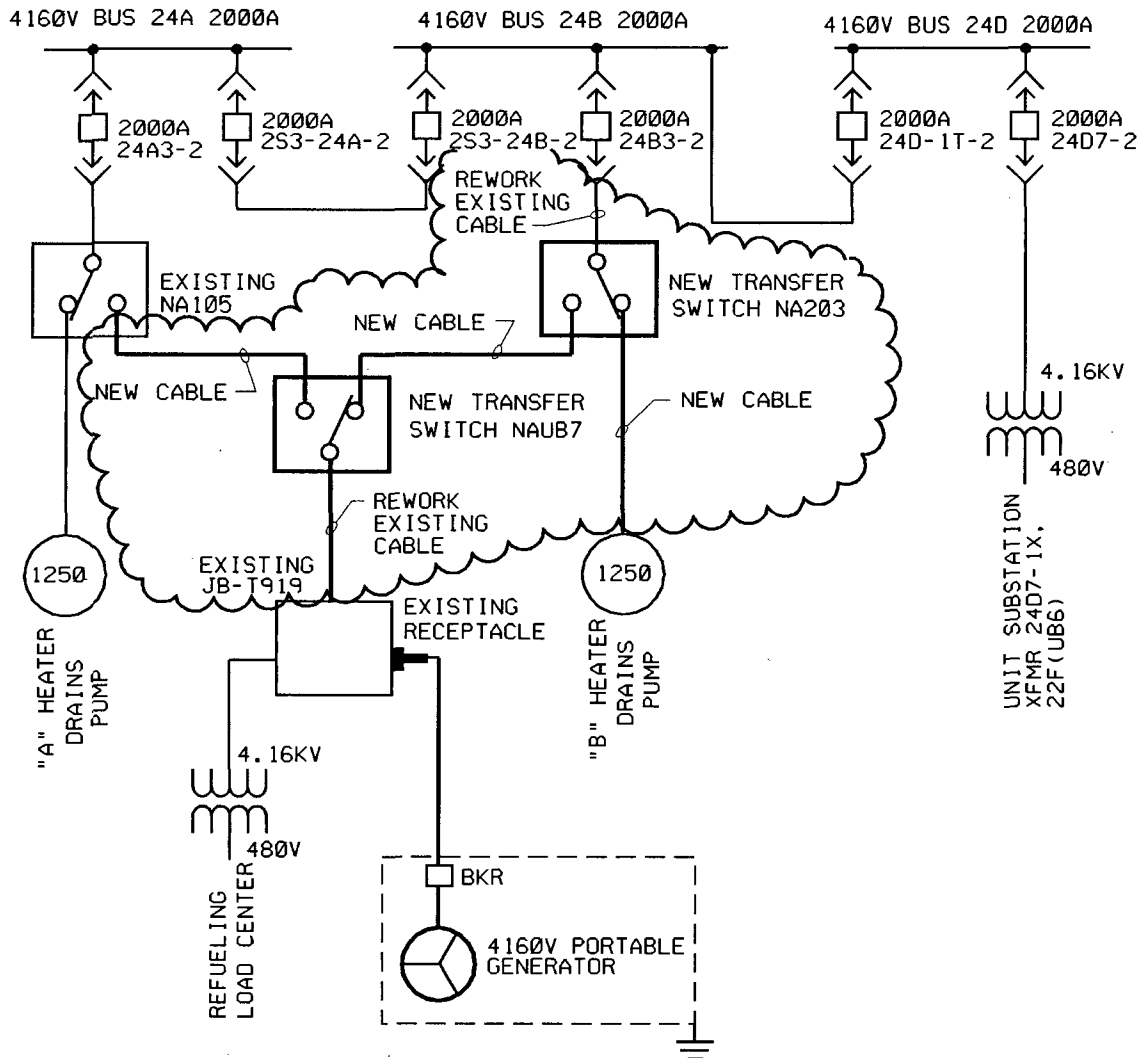 4160V BUS 24A 2000A
4160V BUS 24B 2000A
4160V BUS 24D 2000A
2000A
24A3-2
2000A
2S3-24A-2
2000A
2S3-24B-2
2000A
24B3-2
2000A
24D-1T-2
2000A
24D7-2
REWORK
EXISTING
CABLE
EXISTING
NA105
NEW TRANSFER
SWITCH NA203
NEW CABLE
NEW CABLE
NEW TRANSFER
SWITCH NAUB7
NEW CABLE
4.16KV
480V
UNIT SUBSTATION
XFMR 24D7-1X,
22F(UB6)
REWORK
EXISTING
CABLE
EXISTING
JB-T919
1250
1250
EXISTING
RECEPTACLE
"A" HEATER
DRAINS
PUMP
"B" HEATER
DRAINS
PUMP
4.16KV
480V
REFUELING
LOAD CENTER
BKR
4160V PORTABLE
GENERATOR